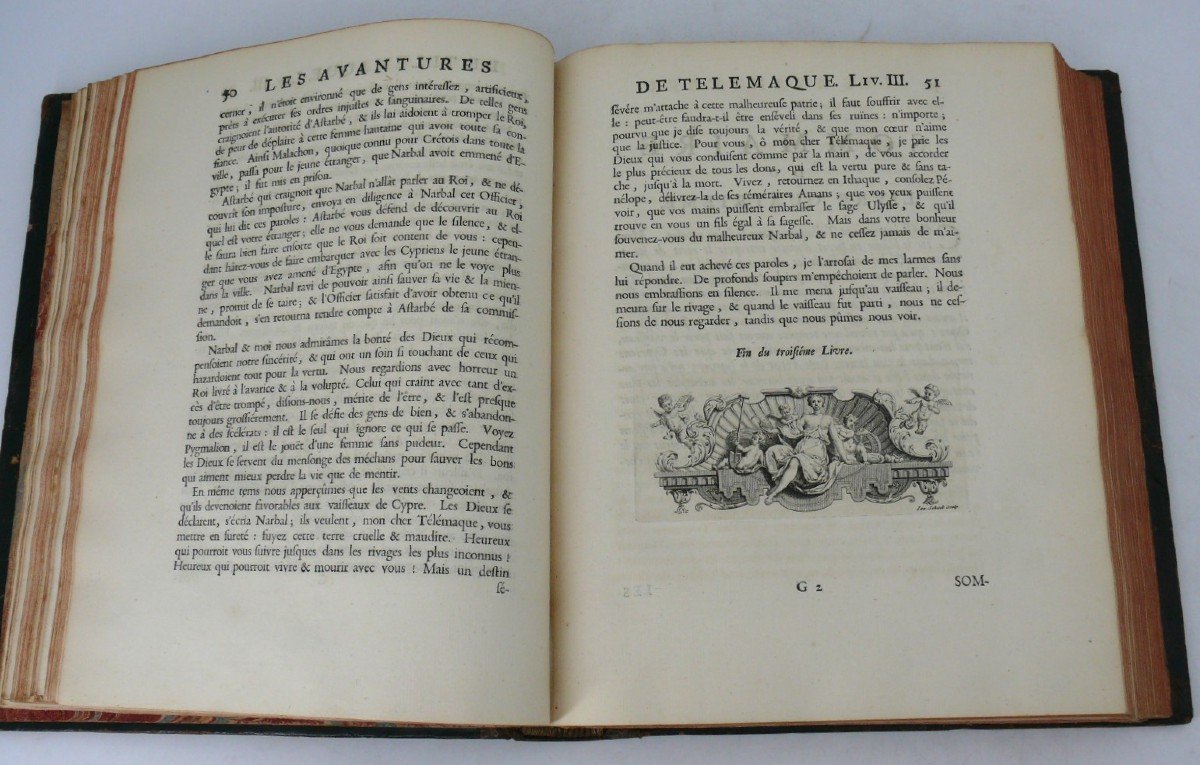 50 LES AVANTURES
cerner, il n'étoit environné que de gens intéressez, artificieux,
prêts à exécuter ses ordres injustes & sanguinaires. De telles gens
craignoient l'autorité d'Astarbé, & ils lui aidoient à tromper le Roi,
de peur de déplaire à cette femme hautaine qui avoit toute sa con-
fiance. Ainsi Malachon, quoique connu pour Crétois dans toute la
ville, passa pour le jeune étranger, que Narbal avoit emmené d'E-
gypte; il fut mis en prison.
Astarbé qui craignoit que Narbal n'allât parler au Roi, & ne dé-
couvrit son imposture, envoya en diligence à Narbal cet Officier,
qui lui dit ces paroles: Astarbé vous défend de découvrir au Roi
quel est votre étranger; elle ne vous demande que le silence, & el-
le saura bien faire ensorte que le Roi soit content de vous: cepen-
dant hâtez-vous de faire embarquer avec les Cypriens le jeune étran-
ger que vous avez amené d'Egypte, afin qu'on ne le voye plus
dans la ville. Narbal ravi de pouvoir ainsi sauver sa vie & la mien-
ne, promit de se taire; & l'Officier satisfait d'avoir obtenu ce qu'il
demandoit, s'en retourna rendre compte à Astarbé de sa commis-
sion.
Narbal & moi nous admirâmes la bonté des Dieux qui récom-
pensoient notre sincérité, & qui ont un soin si touchant de ceux qui
hazardoient tout pour la vertu. Nous regardions avec horreur un
Roi livré à l'avarice & à la volupté. Celui qui craint avec tant d'ex-
cès d'être trompé, disions-nous, mérite de l'être, & l'est presque
toujours grossiérement. Il se défie des gens de bien, & s'abandon-
ne à des scélérats: il est le seul qui ignore ce qui se passe. Voyez
Pygmalion, il est le jouët d'une femme sans pudeur. Cependant
les Dieux se servent du mensonge des méchans pour sauver les bons
qui aiment mieux perdre la vie que de mentir.
En même tems nous apperçûmes que les vents changeoient, &
qu'ils devenoient favorables aux vaisseaux de Cypre. Les Dieux se
déclarent, s'écria Narbal; ils veulent, mon cher Télémaque, vous
mettre en sureté: fuyez cette terre cruelle & maudite. Heureux
qui pourroit vous suivre jusques dans les rivages les plus inconnus!
Heureux qui pourroit vivre & mourir avec vous! Mais un destin
sé-
DE TELEMAQUE. LIV. III. 51
sévére m'attache à cette malheureuse patrie; il faut souffrir avec el-
le: peut-être faudra-t-il être enséveli dans ses ruines: n'importe;
pourvu que je dise toujours la vérité, & que mon cœur n'aime
que la justice. Pour vous, ô mon cher Télémaque, je prie les
Dieux qui vous conduisent comme par la main, de vous accorder
le plus précieux de tous les dons, qui est la vertu pure & sans ta-
che, jusqu'à la mort. Vivez, retournez en Ithaque, consolez Pé-
nélope, délivrez-la de ses téméraires Amans; que vos yeux puissent
voir, que vos mains puissent embrasser le sage Ulysse, & qu'il
trouve en vous un fils égal à sa sagesse. Mais dans votre bonheur
souvenez-vous du malheureux Narbal, & ne cessez jamais de m'ai-
mer.
Quand il eut achevé ces paroles, je l'arrosai de mes larmes sans
lui répondre. De profonds soupirs m'empêchoient de parler. Nous
nous embrassions en silence. Il me mena jusqu'au vaisseau; il de-
meura sur le rivage, & quand le vaisseau fut parti, nous ne ces-
sions de nous regarder, tandis que nous pûmes nous voir.
Fin du troisiéme Livre.
G 2
SOM-